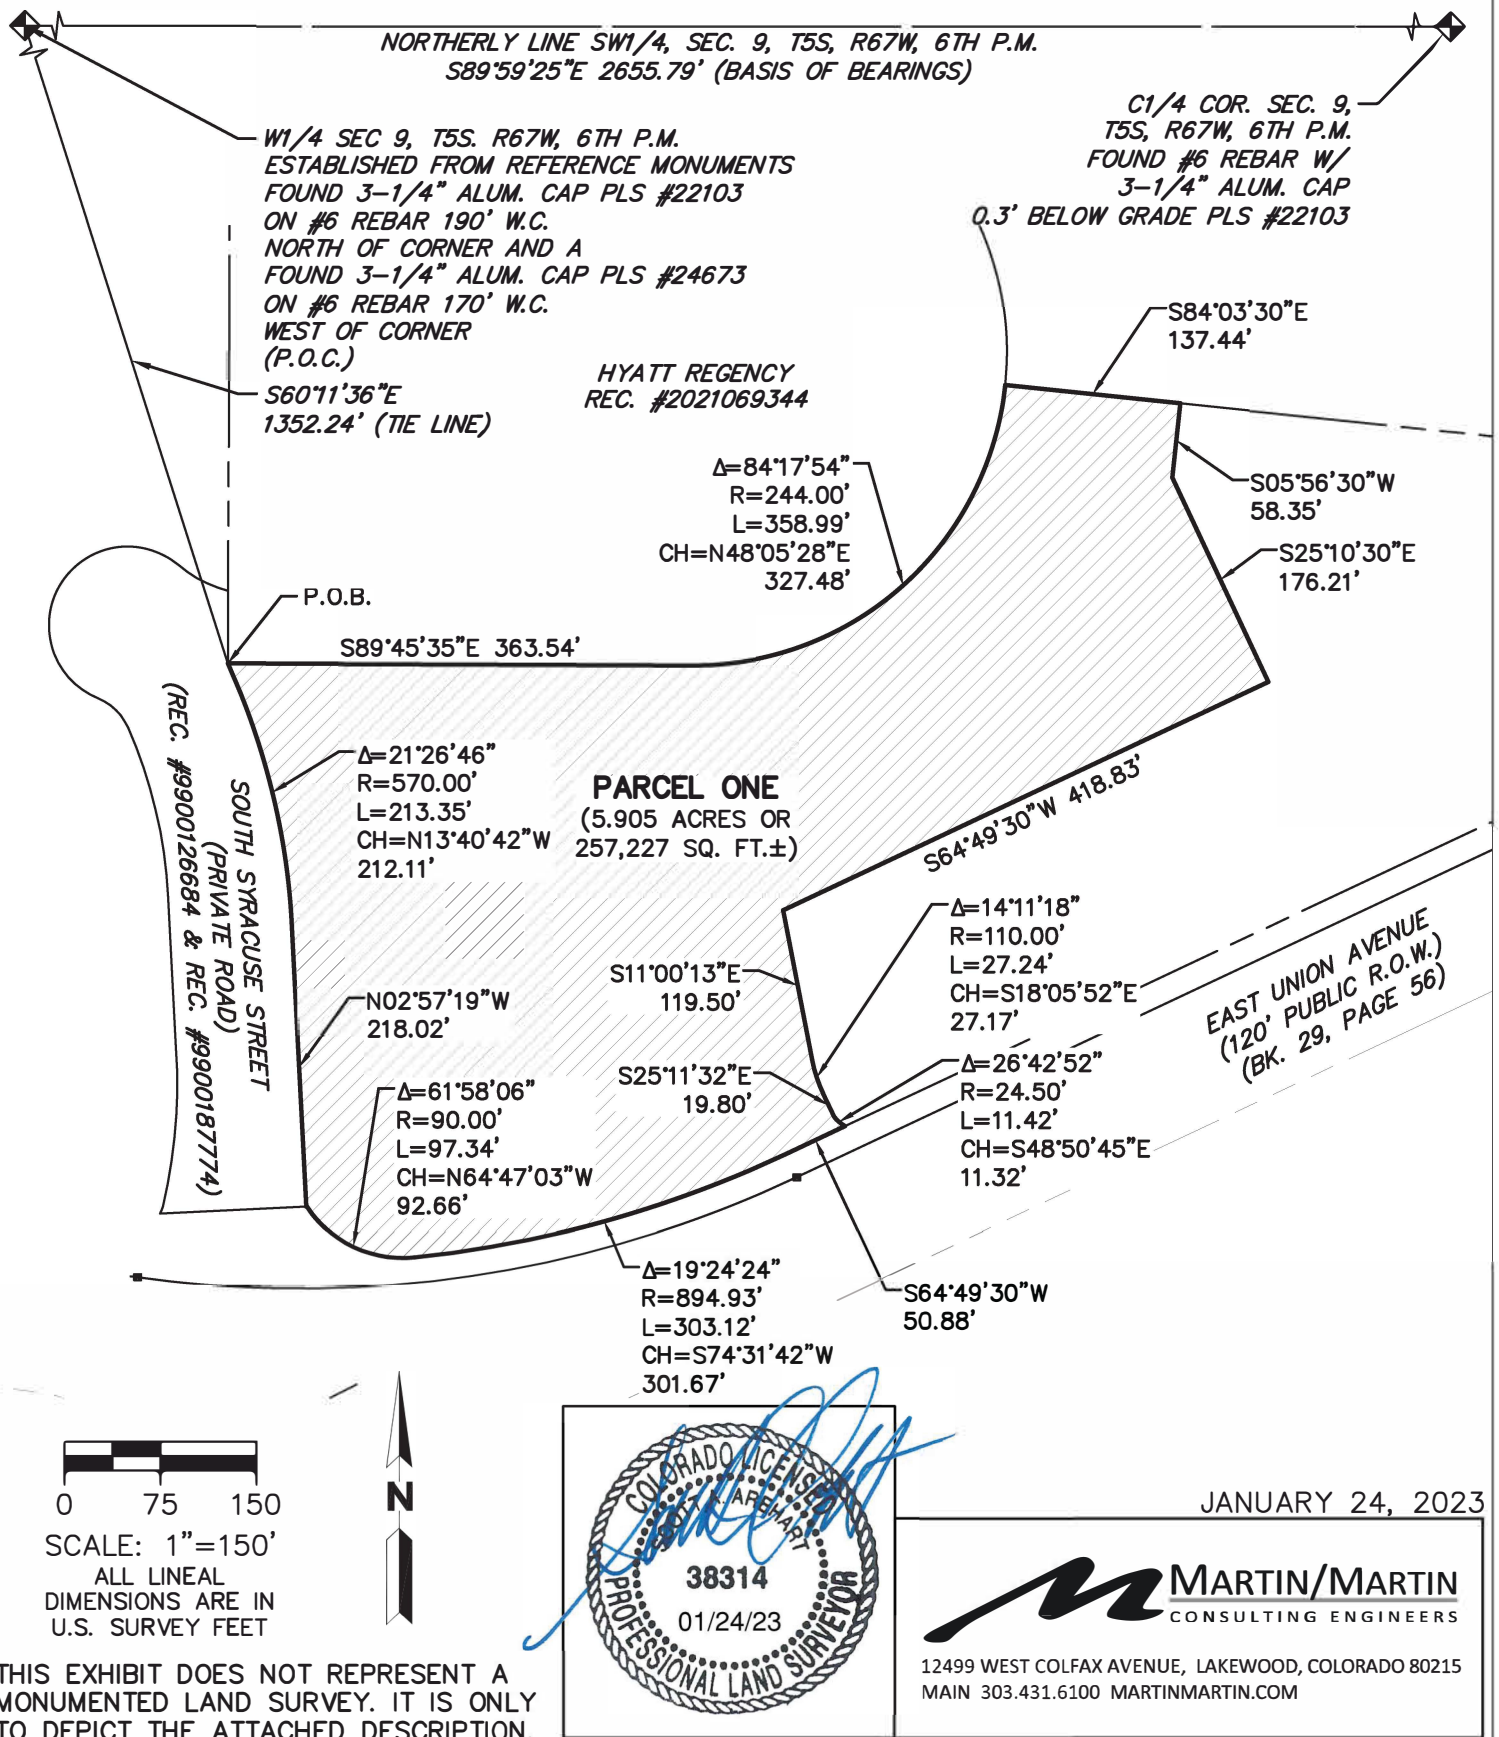 NORTHERLY LINE SW1/4, SEC. 9, T5S, R67W, 6TH P.M.
S89°59'25"E 2655.79' (BASIS OF BEARINGS)
W1/4 SEC 9, T5S. R67W, 6TH P.M.
ESTABLISHED FROM REFERENCE MONUMENTS
FOUND 3-1/4" ALUM. CAP PLS #22103
ON #6 REBAR 190' W.C.
NORTH OF CORNER AND A
FOUND 3-1/4" ALUM. CAP PLS #24673
ON #6 REBAR 170' W.C.
WEST OF CORNER
(P.O.C.)
S60°11'36"E
1352.24' (TIE LINE)
C1/4 COR. SEC. 9,
T5S, R67W, 6TH P.M.
FOUND #6 REBAR W/
3-1/4" ALUM. CAP
0.3' BELOW GRADE PLS #22103
HYATT REGENCY
REC. #2021069344
S84°03'30"E
137.44'
Δ=84°17'54"
R=244.00'
L=358.99'
CH=N48°05'28"E
327.48'
S05°56'30"W
58.35'
S25°10'30"E
176.21'
P.O.B.
S89°45'35"E 363.54'
SOUTH SYRACUSE STREET
(PRIVATE ROAD)
(REC. #990012684 & REC. #9900187774)
Δ=21°26'46"
R=570.00'
L=213.35'
CH=N13°40'42"W
212.11'
PARCEL ONE
(5.905 ACRES OR
257,227 SQ. FT.±)
S64°49'30"W 418.83'
Δ=14°11'18"
R=110.00'
L=27.24'
CH=S18°05'52"E
27.17'
S11°00'13"E
119.50'
N02°57'19"W
218.02'
EAST UNION AVENUE
(120' PUBLIC R.O.W.)
(BK. 29, PAGE 56)
S25°11'32"E
19.80'
Δ=26°42'52"
R=24.50'
L=11.42'
CH=S48°50'45"E
11.32'
Δ=61°58'06"
R=90.00'
L=97.34'
CH=N64°47'03"W
92.66'
Δ=19°24'24"
R=894.93'
L=303.12'
CH=S74°31'42"W
301.67'
S64°49'30"W
50.88'
0 75 150
SCALE: 1"=150'
ALL LINEAL
DIMENSIONS ARE IN
U.S. SURVEY FEET
N
COLORADO LICENSED
SCOTT A. AREHART
38314
01/24/23
PROFESSIONAL LAND SURVEYOR
JANUARY 24, 2023
MARTIN/MARTIN
CONSULTING ENGINEERS
12499 WEST COLFAX AVENUE, LAKEWOOD, COLORADO 80215
MAIN 303.431.6100 MARTINMARTIN.COM
THIS EXHIBIT DOES NOT REPRESENT A
MONUMENTED LAND SURVEY. IT IS ONLY
TO DEPICT THE ATTACHED DESCRIPTION